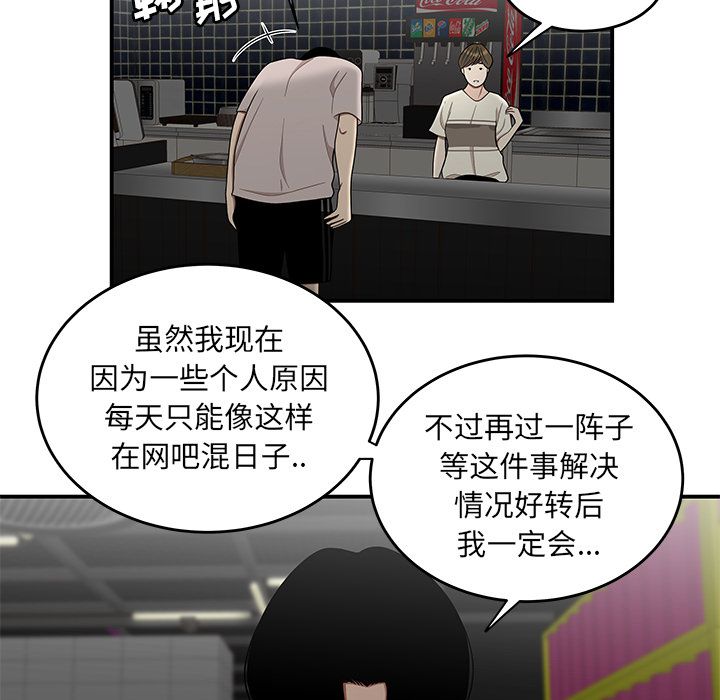 Coca-Cola
虽然我现在
因为一些个人原因
每天只能像这样
在网吧混日子..
不过再过一阵子
等这件事解决
情况好转后
我一定会...